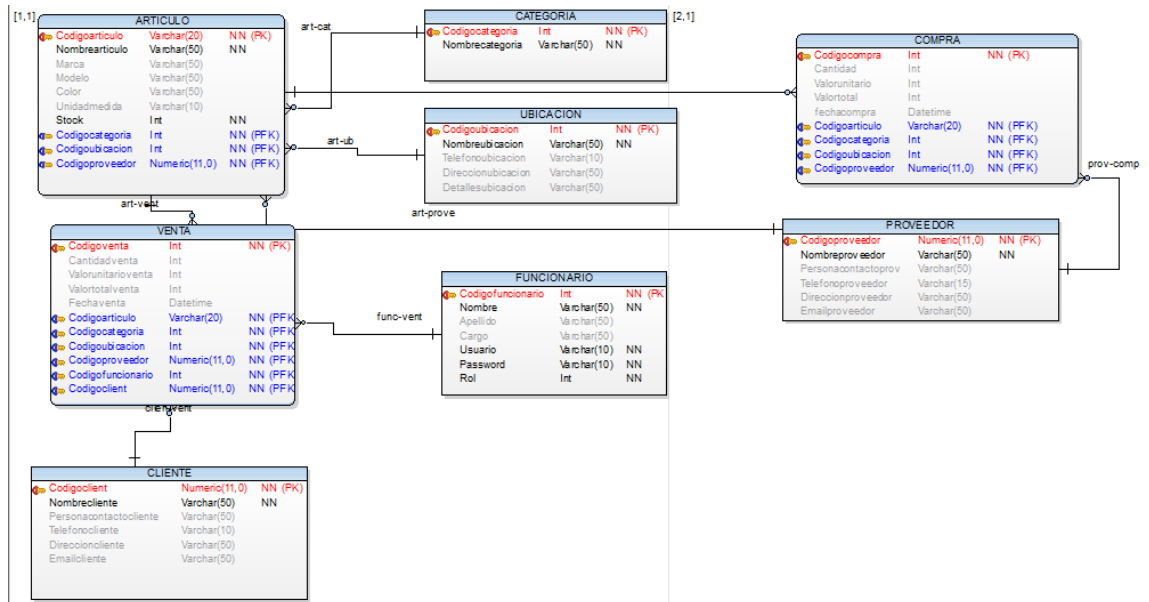 [1,1]
ARTICULO
Codigoarticulo Varchar(20) NN (PK)
Nombrearticulo Varchar(50) NN
Marca Varchar(50)
Modelo Varchar(50)
Color Varchar(50)
Unidadmedida Varchar(10)
Stock Int NN
Codigocategoria Int NN (PFK)
Codigoubicacion Int NN (PFK)
Codigoproveedor Numeric(11,0) NN (PFK)
art-cat
CATEGORIA
Codigocategoria Int NN (PK)
Nombrecategoria Varchar(50) NN
[2,1]
COMPRA
Codigocompra Int NN (PK)
Cantidad Int
Valorunitario Int
Valortotal Int
fechacompra Datetime
Codigoarticulo Varchar(20) NN (PFK)
Codigocategoria Int NN (PFK)
Codigoubicacion Int NN (PFK)
Codigoproveedor Numeric(11,0) NN (PFK)
UBICACION
Codigoubicacion Int NN (PK)
Nombreubicacion Varchar(50) NN
Telefonoubicacion Varchar(10)
Direccionubicacion Varchar(50)
Detallesubicacion Varchar(50)
art-ub
prov-comp
art-vent
art-prove
VENTA
Codigoventa Int NN (PK)
Cantidadventa Int
Valorunitarioventa Int
Valortotalventa Int
Fechaventa Datetime
Codigoarticulo Varchar(20) NN (PFK
Codigocategoria Int NN (PFK
Codigoubicacion Int NN (PFK
Codigoproveedor Numeric(11,0) NN (PFK
Codigofuncionario Int NN (PFK
Codigoclient Numeric(11,0) NN (PFK
PROVEEDOR
Codigoproveedor Numeric(11,0) NN (PK)
Nombreproveedor Varchar(50) NN
Personacontactoprov Varchar(50)
Telefonoproveedor Varchar(15)
Direccionproveedor Varchar(50)
Emailproveedor Varchar(50)
func-vent
FUNCIONARIO
Codigofuncionario Int NN (PK
Nombre Varchar(50) NN
Apellido Varchar(50)
Cargo Varchar(50)
Usuario Varchar(10) NN
Password Varchar(10) NN
Rol Int NN
client-vent
CLIENTE
Codigoclient Numeric(11,0) NN (PK)
Nombrecliente Varchar(50) NN
Personacontactocliente Varchar(50)
Telefonocliente Varchar(10)
Direccioncliente Varchar(50)
Emailcliente Varchar(50)